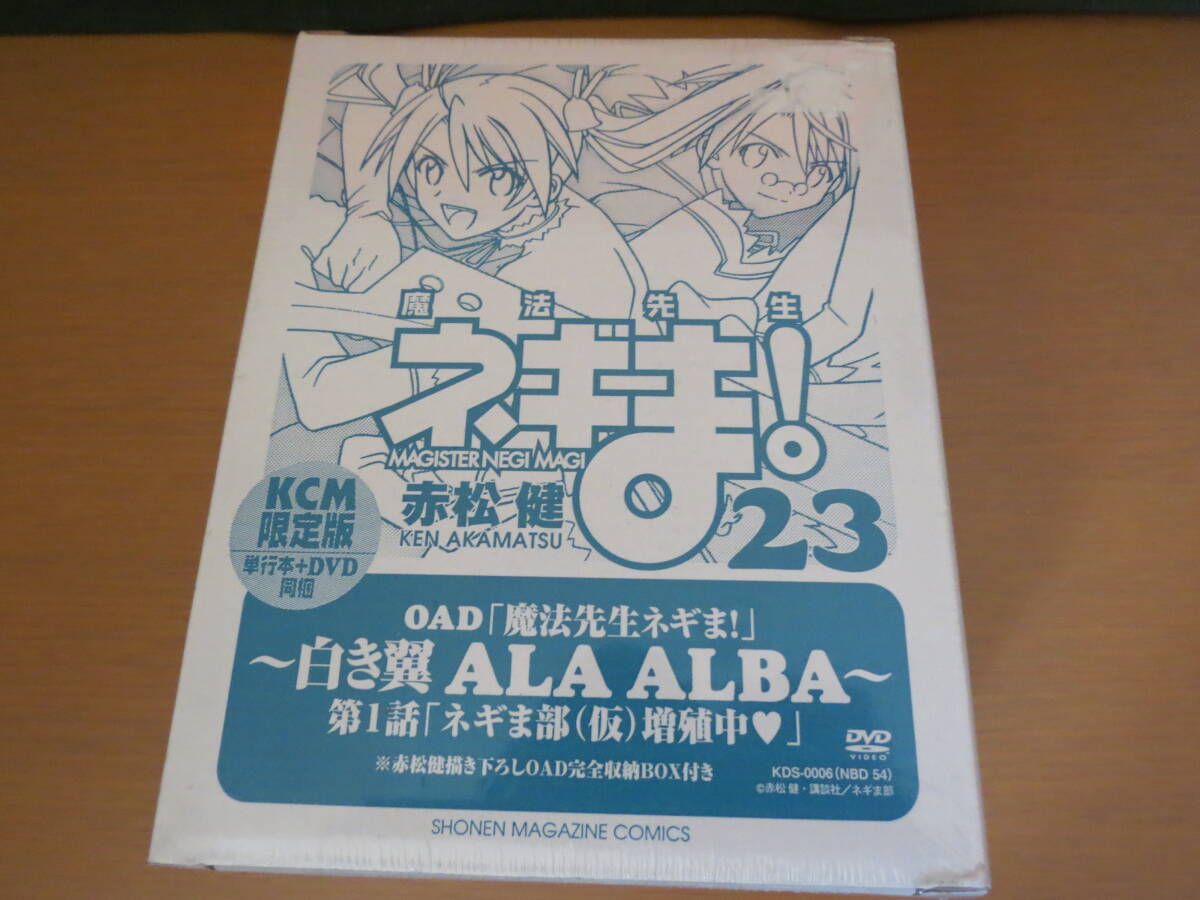 魔法先生
ネギま!
MAGISTER NEGI MAGI
赤松 健
KEN AKAMATSU
23
KCM
限定版
単行本+DVD
同梱
OAD「魔法先生ネギま!」
〜白き翼 ALA ALBA〜
第1話「ネギま部(仮)増殖中♥」
※赤松健描き下ろしOAD完全収納BOX付き
DVD
VIDEO
KDS-0006(NBD 54)
©赤松 健・講談社/ネギま部
SHONEN MAGAZINE COMICS